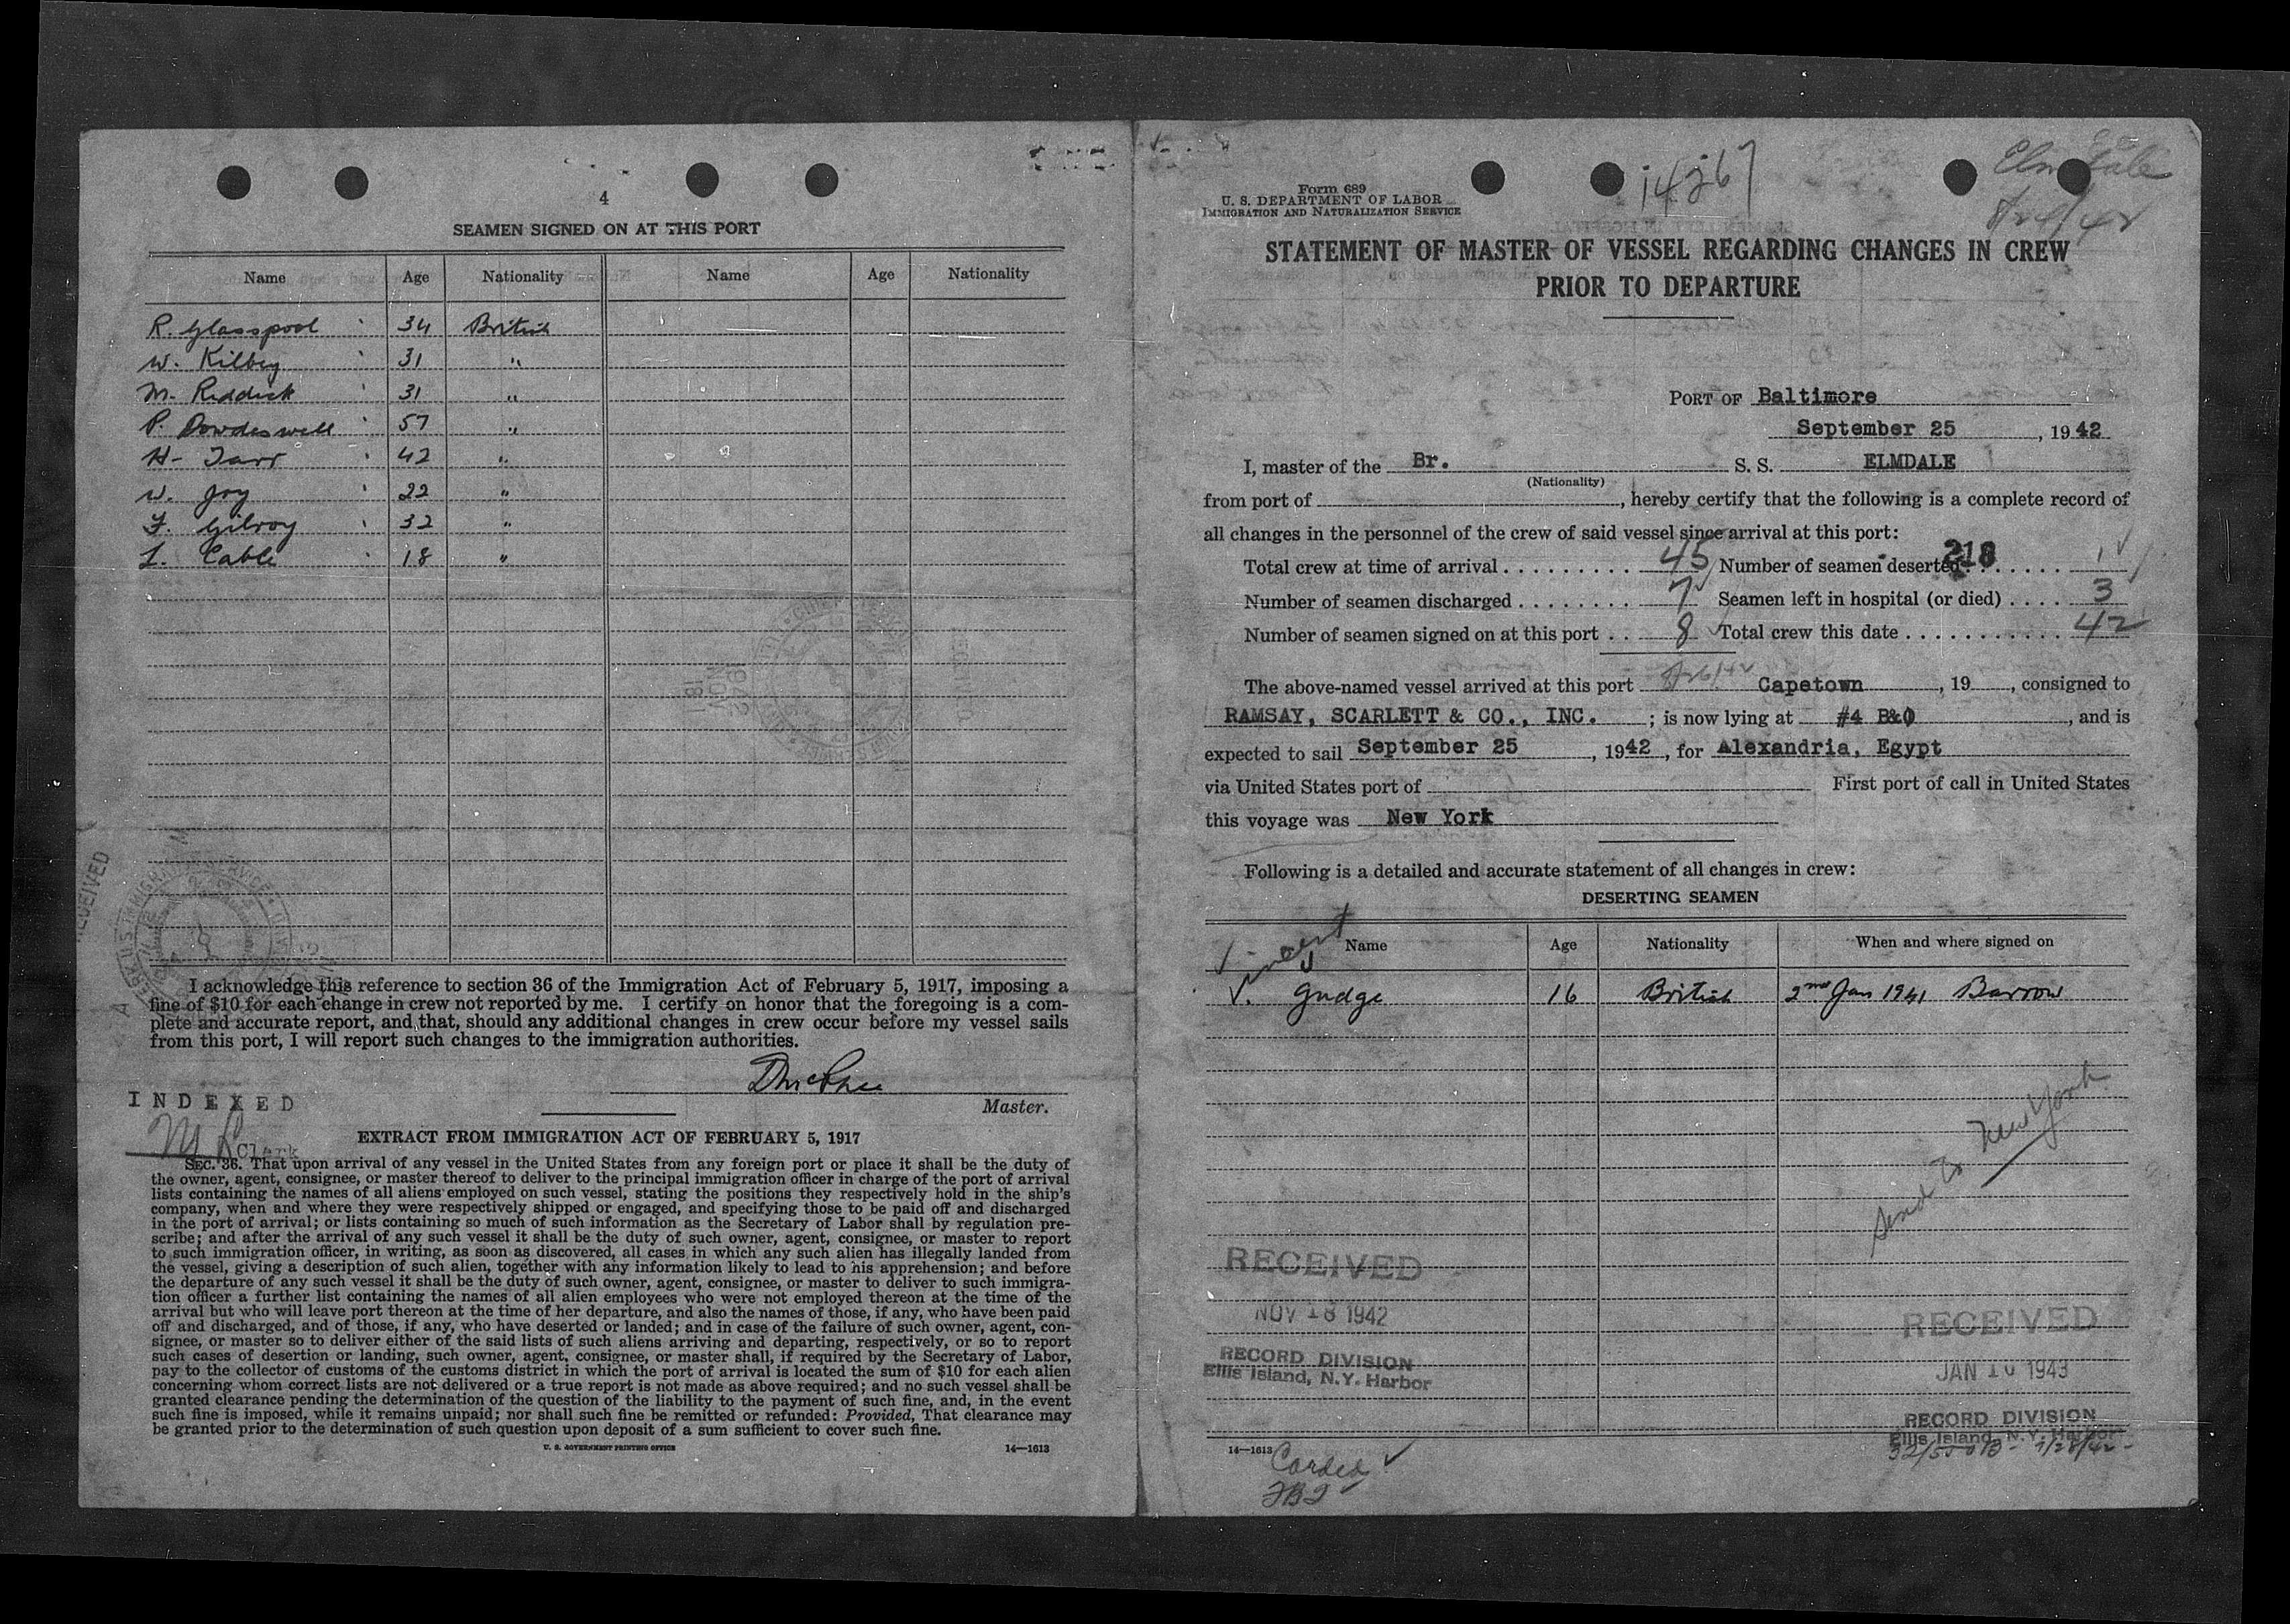 4
SEAMEN SIGNED ON AT THIS PORT
Name Age Nationality Name Age Nationality
R. Glasspool 34 British
W. Kilbey 31 "
M. Riddick 31 "
P. Dowdeswell 57 "
H. Tarr 42 "
W. Joy 22 "
F. Gilroy 32 "
L. Cable 18 "
I acknowledge this reference to section 36 of the Immigration Act of February 5, 1917, imposing a
fine of $10 for each change in crew not reported by me. I certify on honor that the foregoing is a com-
plete and accurate report, and that, should any additional changes in crew occur before my vessel sails
from this port, I will report such changes to the immigration authorities.
Master.
INDEXED
Clerk
EXTRACT FROM IMMIGRATION ACT OF FEBRUARY 5, 1917
SEC. 36. That upon arrival of any vessel in the United States from any foreign port or place it shall be the duty of
the owner, agent, consignee, or master thereof to deliver to the principal immigration officer in charge of the port of arrival
lists containing the names of all aliens employed on such vessel, stating the positions they respectively hold in the ship's
company, when and where they were respectively shipped or engaged, and specifying those to be paid off and discharged
in the port of arrival; or lists containing so much of such information as the Secretary of Labor shall by regulation pre-
scribe; and after the arrival of any such vessel it shall be the duty of such owner, agent, consignee, or master to report
to such immigration officer, in writing, as soon as discovered, all cases in which any such alien has illegally landed from
the vessel, giving a description of such alien, together with any information likely to lead to his apprehension; and before
the departure of any such vessel it shall be the duty of such owner, agent, consignee, or master to deliver to such immigra-
tion officer a further list containing the names of all alien employees who were not employed thereon at the time of the
arrival but who will leave port thereon at the time of her departure, and also the names of those, if any, who have been paid
off and discharged, and of those, if any, who have deserted or landed; and in case of the failure of such owner, agent, con-
signee, or master so to deliver either of the said lists of such aliens arriving and departing, respectively, or so to report
such cases of desertion or landing, such owner, agent, consignee, or master shall, if required by the Secretary of Labor,
pay to the collector of customs of the customs district in which the port of arrival is located the sum of $10 for each alien
concerning whom correct lists are not delivered or a true report is not made as above required; and no such vessel shall be
granted clearance pending the determination of the question of the liability to the payment of such fine, and, in the event
such fine is imposed, while it remains unpaid; nor shall such fine be remitted or refunded: Provided, That clearance may
be granted prior to the determination of such question upon deposit of a sum sufficient to cover such fine.
U. S. GOVERNMENT PRINTING OFFICE 14—1613
RECEIVED
Elmdale
Form 689
U. S. DEPARTMENT OF LABOR
IMMIGRATION AND NATURALIZATION SERVICE
STATEMENT OF MASTER OF VESSEL REGARDING CHANGES IN CREW
PRIOR TO DEPARTURE
PORT OF Baltimore
September 25, 1942
I, master of the Br. S. S. ELMDALE
(Nationality)
from port of , hereby certify that the following is a complete record of
all changes in the personnel of the crew of said vessel since arrival at this port:
218
Total crew at time of arrival 45 Number of seamen deserted 1
Number of seamen discharged 7 Seamen left in hospital (or died) 3
Number of seamen signed on at this port 8 Total crew this date 42
The above-named vessel arrived at this port Capetown, 19 , consigned to
RAMSAY, SCARLETT & CO., INC. ; is now lying at #4 B&O , and is
expected to sail September 25, 1942, for Alexandria, Egypt
via United States port of First port of call in United States
this voyage was New York
Following is a detailed and accurate statement of all changes in crew:
DESERTING SEAMEN
Name Age Nationality When and where signed on
Vincent
V. Gudge 16 British 2nd Jan 1941 Barrow
Send to New York
RECEIVED
NOV 18 1942
RECORD DIVISION
Ellis Island, N.Y. Harbor
RECEIVED
JAN 10 1943
RECORD DIVISION
Ellis Island, N.Y. Harbor
14—1613
Carded